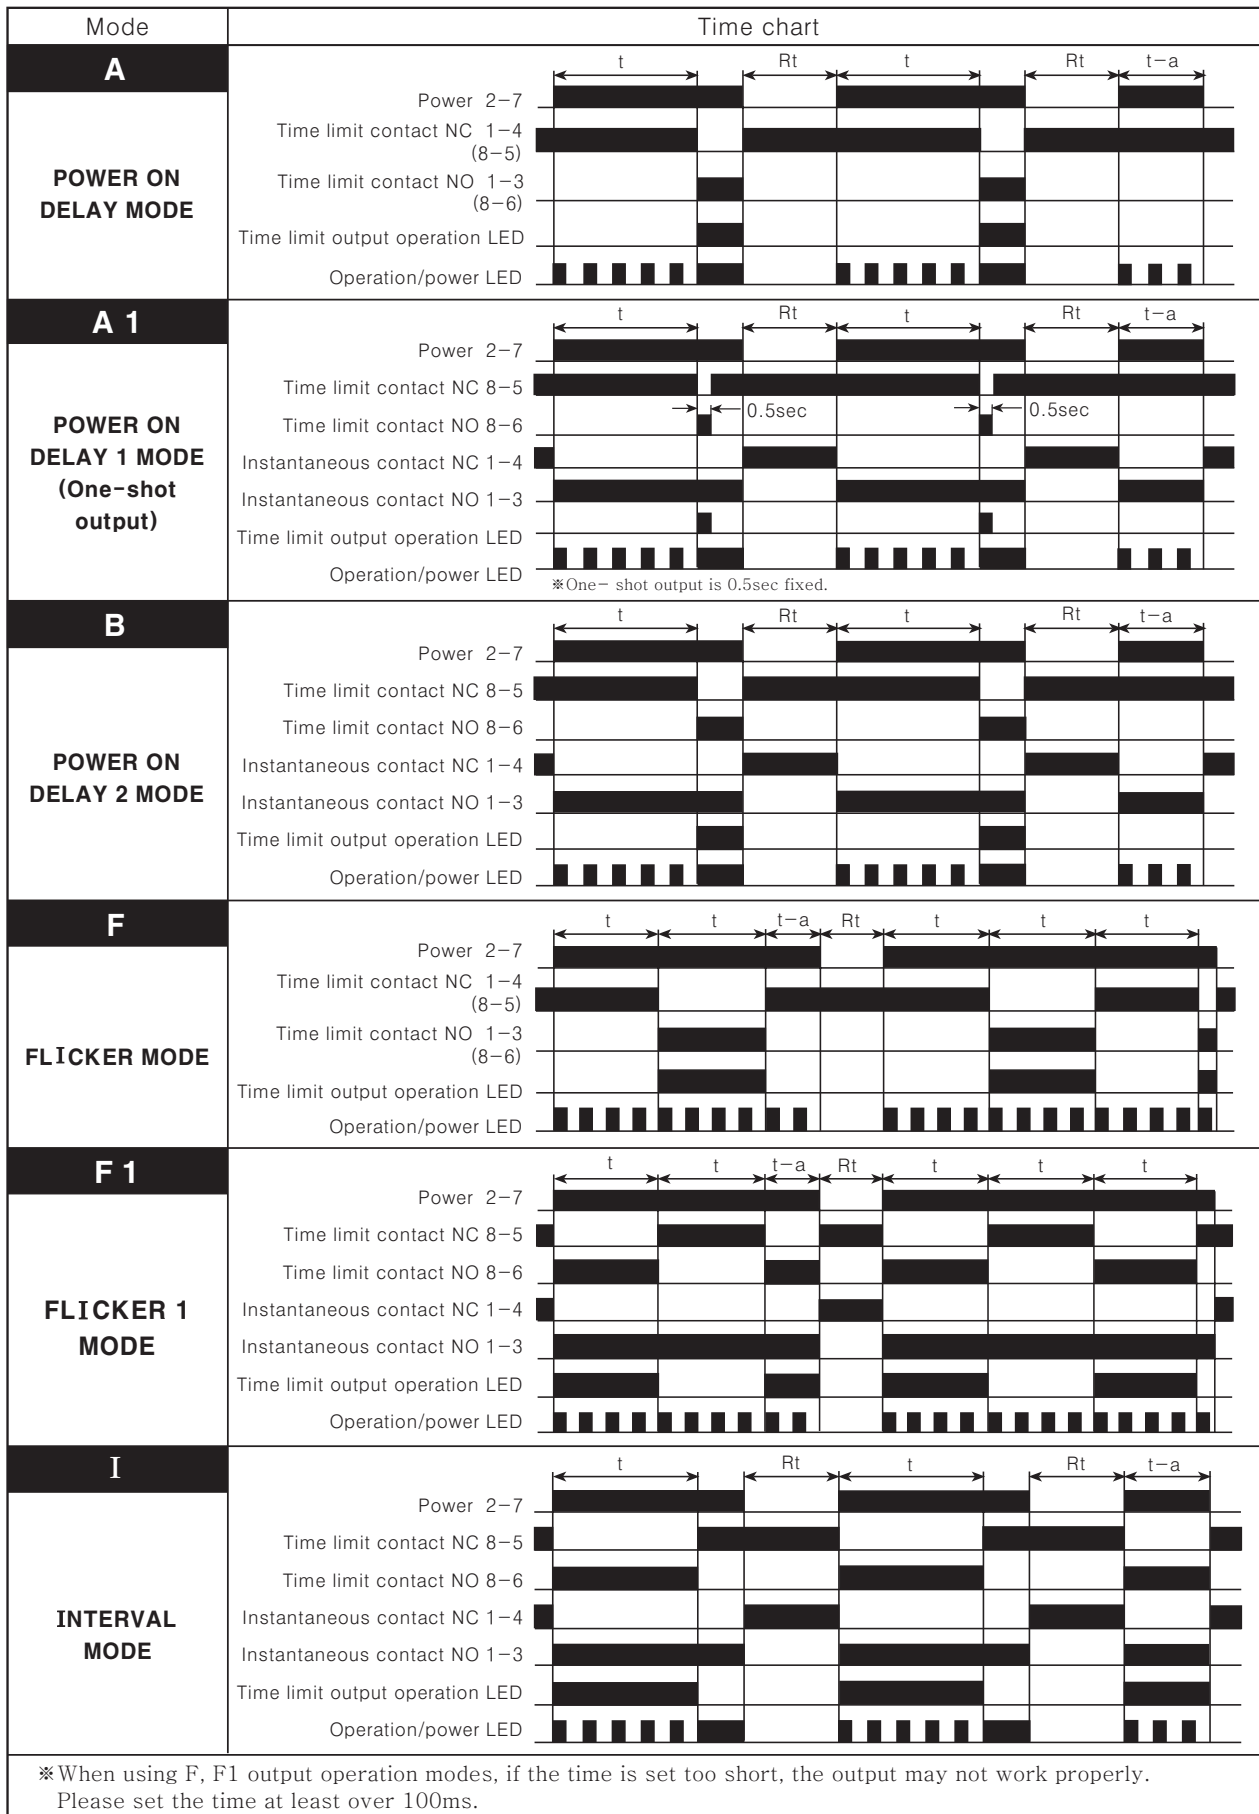 Mode
Time chart
A
POWER ON
DELAY MODE
t
Rt
t
Rt
t-a
Power 2-7
Time limit contact NC 1-4
(8-5)
Time limit contact NO 1-3
(8-6)
Time limit output operation LED
Operation/power LED
A 1
POWER ON
DELAY 1 MODE
(One-shot
output)
t
Rt
t
Rt
t-a
Power 2-7
Time limit contact NC 8-5
0.5sec
0.5sec
Time limit contact NO 8-6
Instantaneous contact NC 1-4
Instantaneous contact NO 1-3
Time limit output operation LED
Operation/power LED
※One- shot output is 0.5sec fixed.
B
POWER ON
DELAY 2 MODE
t
Rt
t
Rt
t-a
Power 2-7
Time limit contact NC 8-5
Time limit contact NO 8-6
Instantaneous contact NC 1-4
Instantaneous contact NO 1-3
Time limit output operation LED
Operation/power LED
F
FLICKER MODE
t
t
t-a
Rt
t
t
t
Power 2-7
Time limit contact NC 1-4
(8-5)
Time limit contact NO 1-3
(8-6)
Time limit output operation LED
Operation/power LED
F 1
FLICKER 1
MODE
t
t
t-a
Rt
t
t
t
Power 2-7
Time limit contact NC 8-5
Time limit contact NO 8-6
Instantaneous contact NC 1-4
Instantaneous contact NO 1-3
Time limit output operation LED
Operation/power LED
I
INTERVAL
MODE
t
Rt
t
Rt
t-a
Power 2-7
Time limit contact NC 8-5
Time limit contact NO 8-6
Instantaneous contact NC 1-4
Instantaneous contact NO 1-3
Time limit output operation LED
Operation/power LED
※When using F, F1 output operation modes, if the time is set too short, the output may not work properly.
Please set the time at least over 100ms.